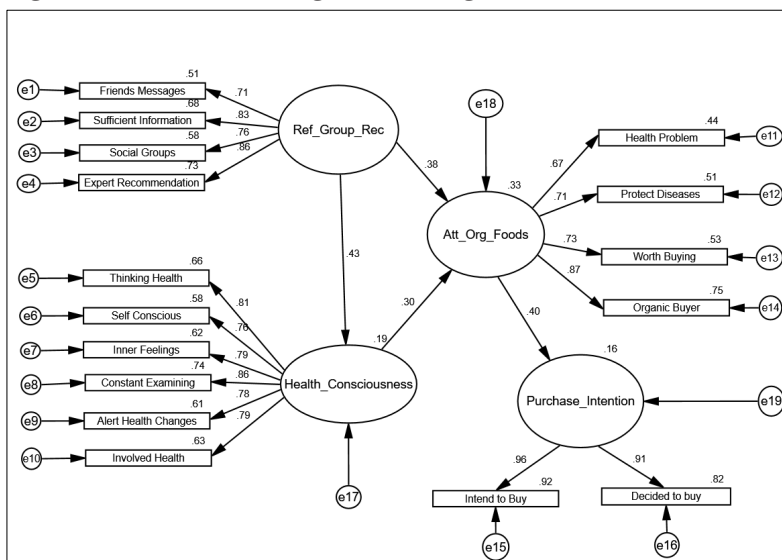 .51
e1
Friends Messages
.71
.68
e2
Sufficient Information
.83
.58
e3
Social Groups
.76
.73
e4
Expert Recommendation
.86
Ref_Group_Rec
.38
.43
e18
.33
Att_Org_Foods
.44
.67
Health Problem
e11
.51
.71
Protect Diseases
e12
.53
.73
Worth Buying
e13
.75
.87
Organic Buyer
e14
.66
e5
Thinking Health
.81
.58
e6
Self Conscious
.76
.62
e7
Inner Feelings
.79
.74
e8
Constant Examining
.86
.61
e9
Alert Health Changes
.78
.63
e10
Involved Health
.79
.19
Health_Consciousness
.30
e17
.40
.16
Purchase_Intention
e19
.96
.91
.92
Intend to Buy
.82
Decided to buy
e15
e16